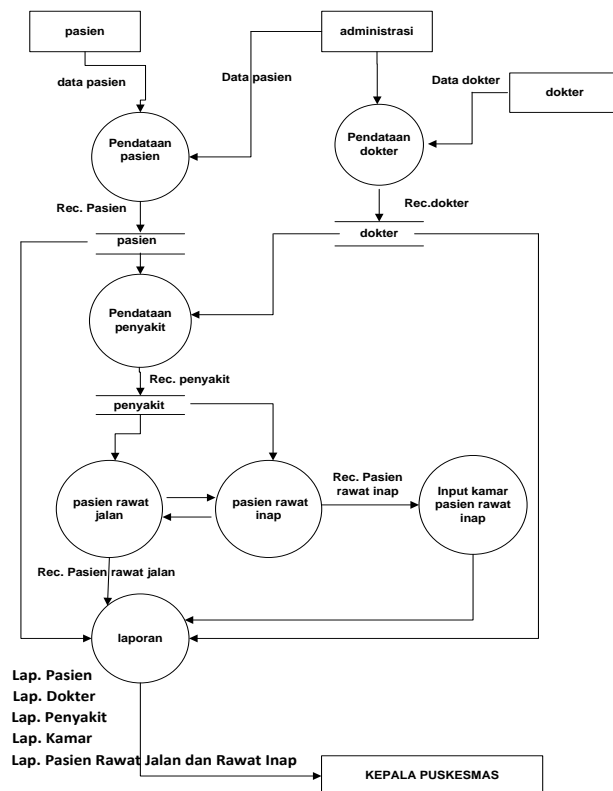 pasien
administrasi
data pasien
Data pasien
Data dokter
dokter
Pendataan
pasien
Pendataan
dokter
Rec. Pasien
Rec.dokter
pasien
dokter
Pendataan
penyakit
Rec. penyakit
penyakit
pasien rawat
jalan
pasien rawat
inap
Rec. Pasien
rawat inap
Input kamar
pasien rawat
inap
Rec. Pasien rawat jalan
laporan
Lap. Pasien
Lap. Dokter
Lap. Penyakit
Lap. Kamar
Lap. Pasien Rawat Jalan dan Rawat Inap
KEPALA PUSKESMAS